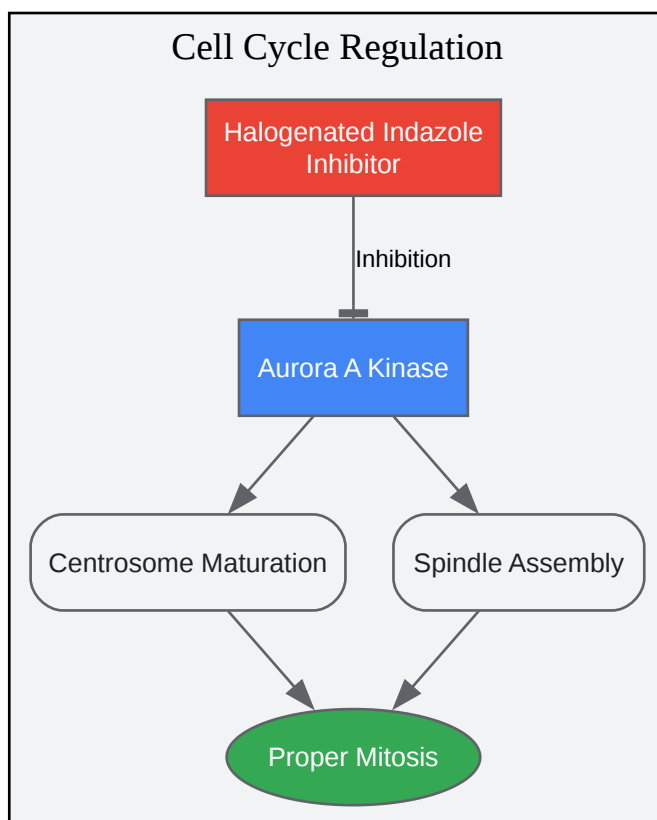 Cell Cycle Regulation
Halogenated Indazole
Inhibitor
Inhibition
Aurora A Kinase
Centrosome Maturation
Spindle Assembly
Proper Mitosis